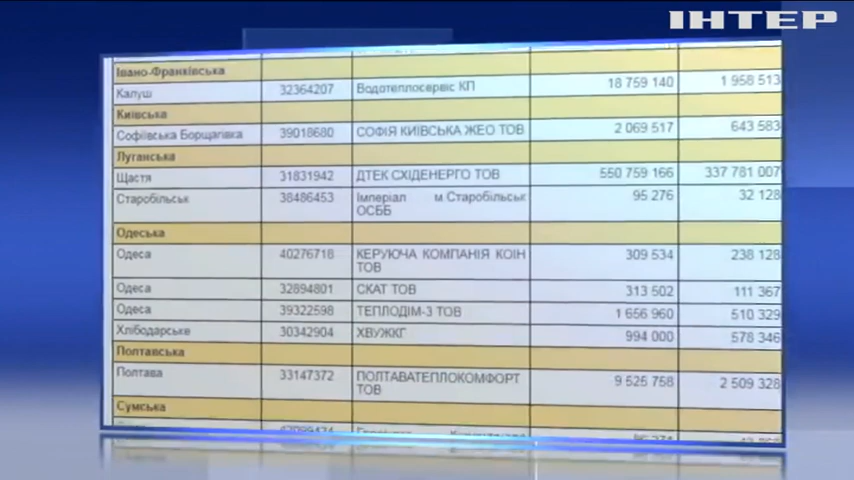 ІНТЕР
Івано-Франківська
Калуш 32364207 Водотеплосервіс КП 18 759 140 1 958 513
Київська
Софіївська Борщагівка 39018680 СОФІЯ КИЇВСЬКА ЖЕО ТОВ 2 069 517 643 583
Луганська
Щастя 31831942 ДТЕК СХІДЕНЕРГО ТОВ 550 759 166 337 781 007
Старобільськ 38486453 Імперіал м Старобільськ 95 276 32 128
ОСББ
Одеська
Одеса 40276718 КЕРУЮЧА КОМПАНІЯ КОІН 309 534 238 128
ТОВ
Одеса 32894801 СКАТ ТОВ 313 502 111 367
Одеса 39322598 ТЕПЛОДІМ-3 ТОВ 1 656 960 510 329
Хлібодарське 30342904 ХВУЖКГ 994 000 578 346
Полтавська
Полтава 33147372 ПОЛТАВАТЕПЛОКОМФОРТ 9 525 758 2 509 328
ТОВ
Сумська